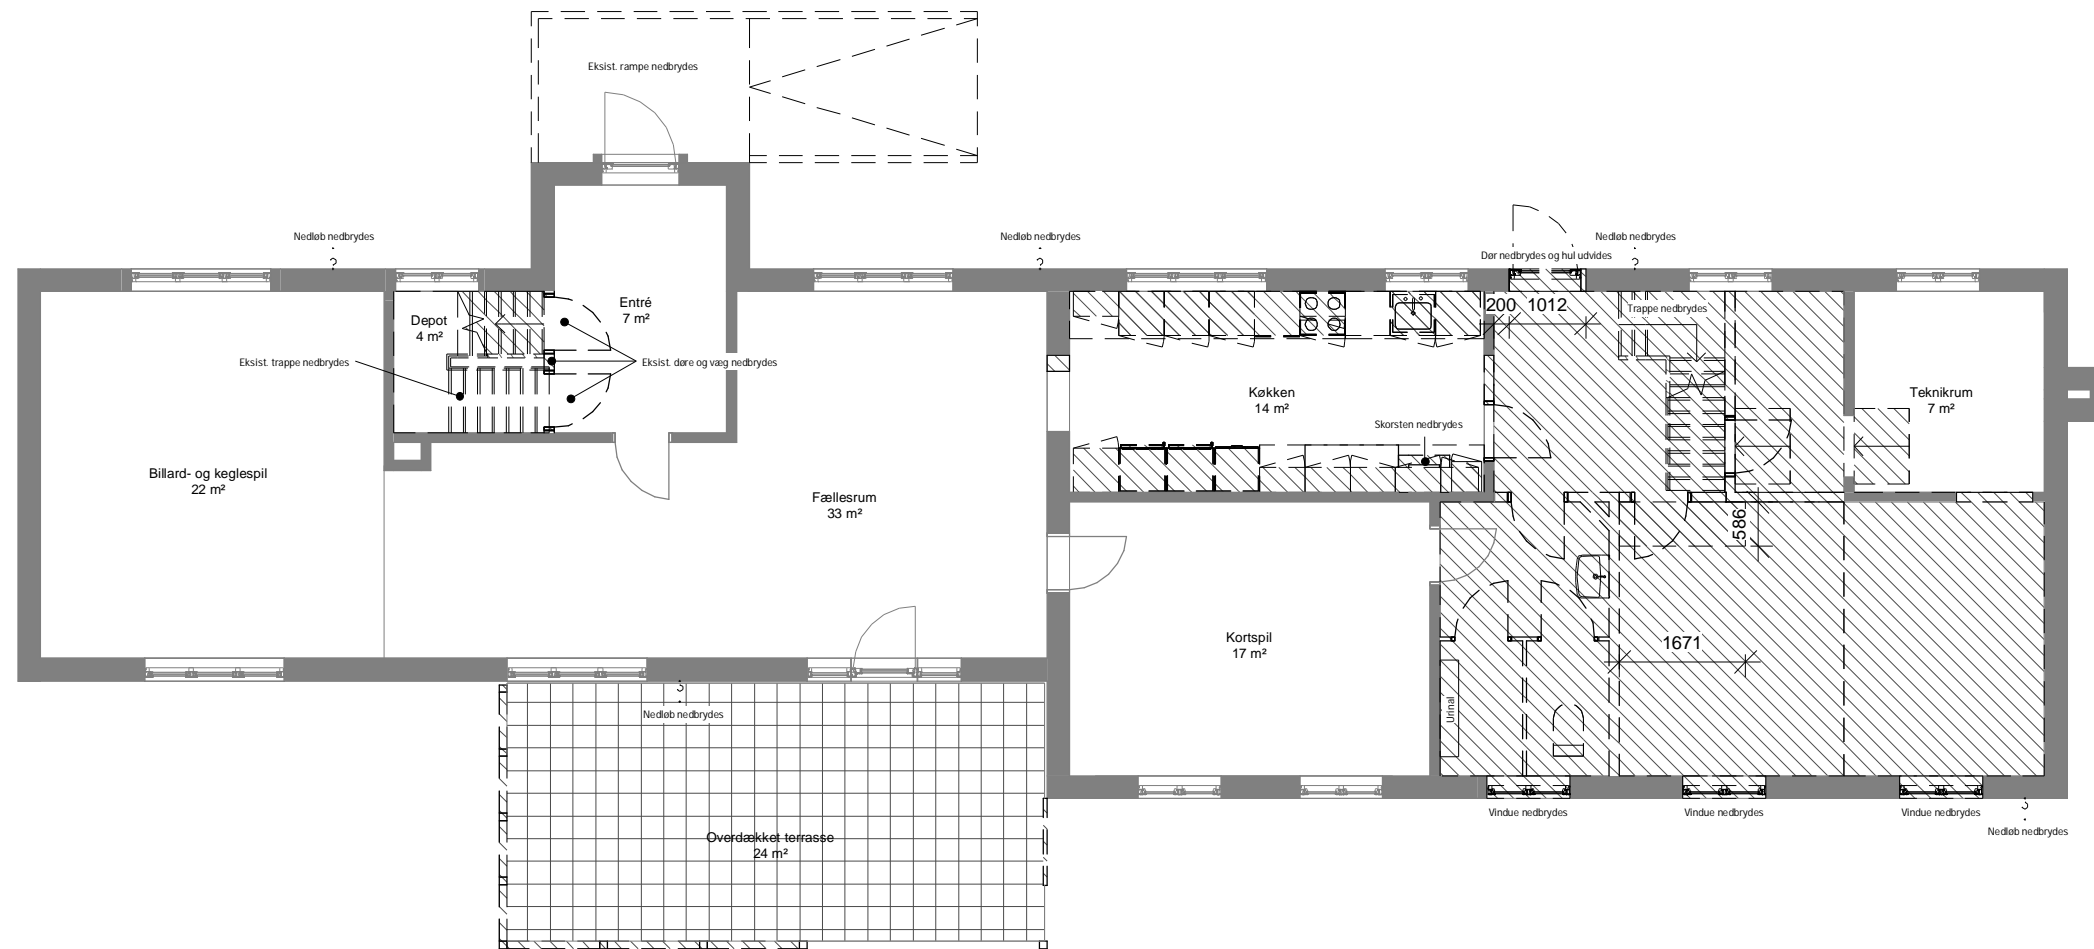 Eksist. rampe nedbrydes
Nedløb nedbrydes
Nedløb nedbrydes
Nedløb nedbrydes
Dør nedbrydes og hul udvides
Entré
7 m²
Depot
4 m²
200
1012
Trappe nedbrydes
Eksist. trappe nedbrydes
Eksist. døre og væg nedbrydes
Køkken
14 m²
Teknikrum
7 m²
Skorsten nedbrydes
Billard- og keglespil
22 m²
Fællesrum
33 m²
586
Kortspil
17 m²
1671
Urinal
Nedløb nedbrydes
Vindue nedbrydes
Vindue nedbrydes
Vindue nedbrydes
Nedløb nedbrydes
Overdækket terrasse
24 m²